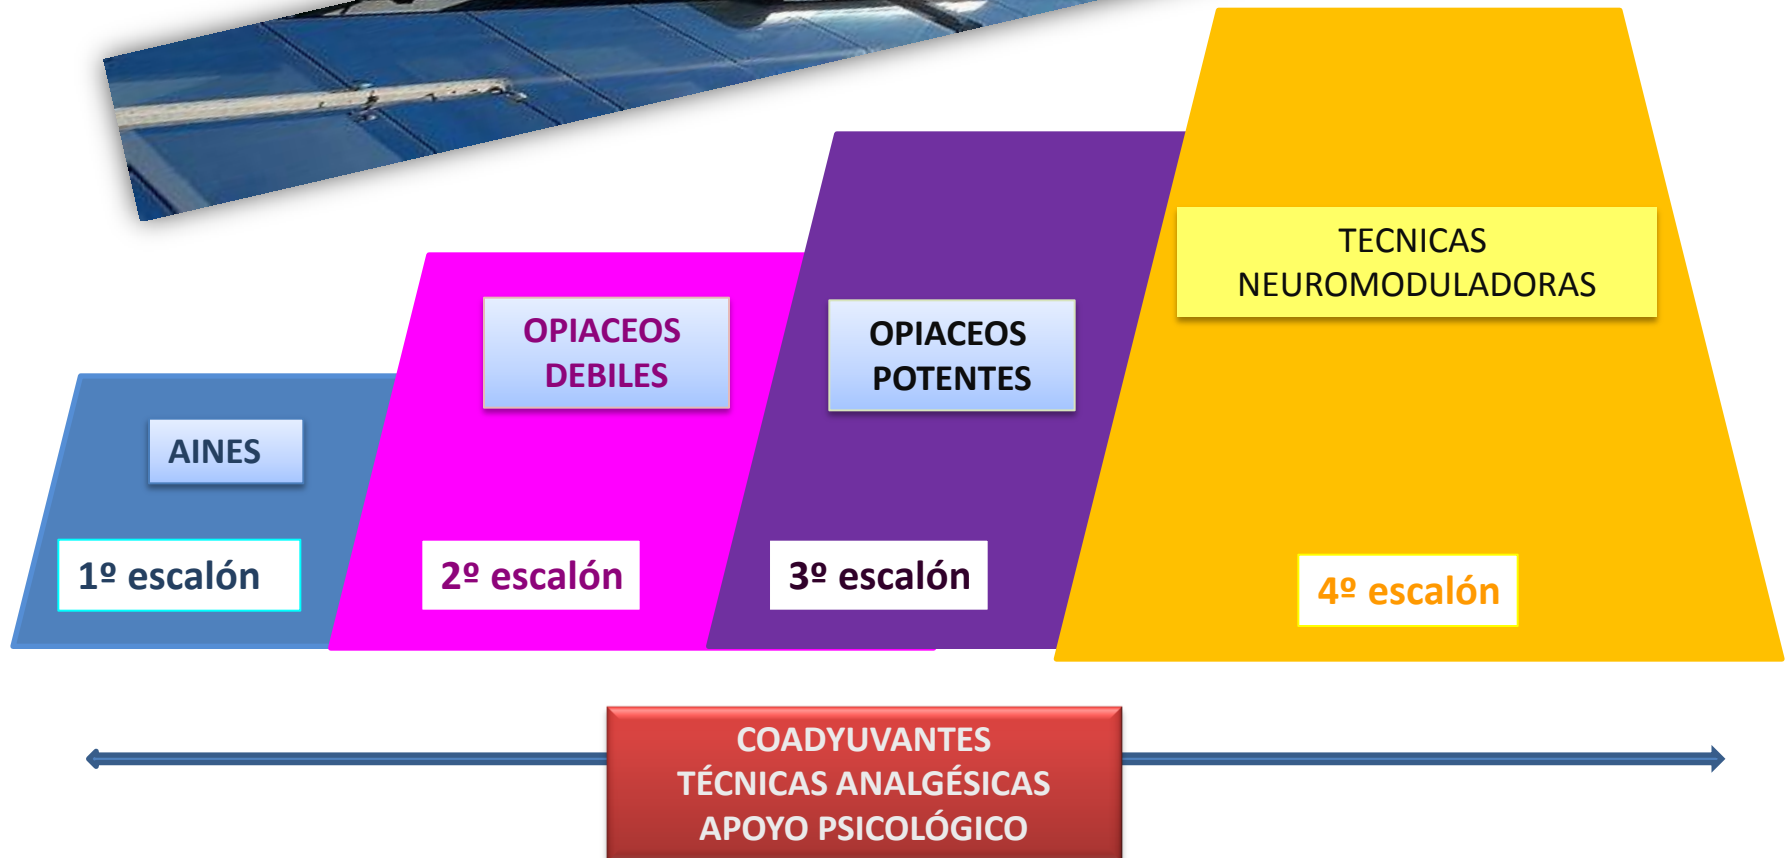 TECNICAS
NEUROMODULADORAS
OPIACEOS
DEBILES
OPIACEOS
POTENTES
AINES
1º escalón
2º escalón
3º escalón
4º escalón
COADYUVANTES
TÉCNICAS ANALGÉSICAS
APOYO PSICOLÓGICO